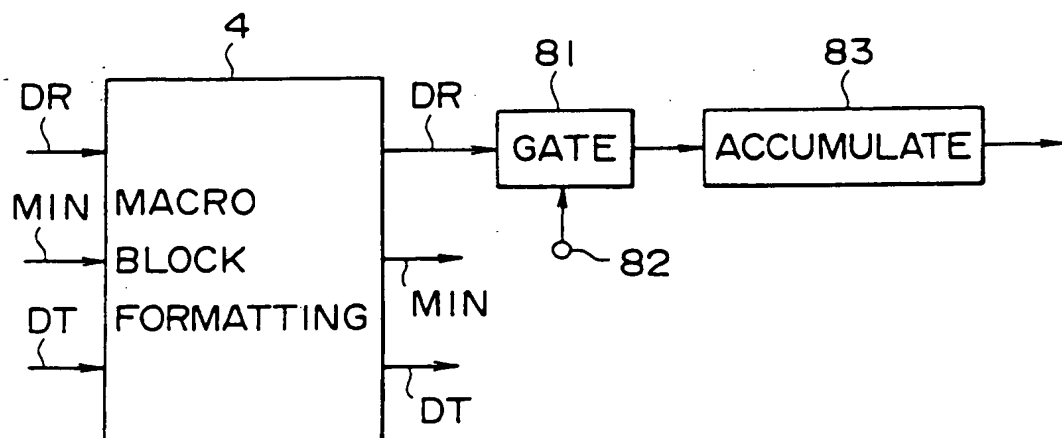 4
DR
MIN
DT
MACRO
BLOCK
FORMATTING
DR
MIN
DT
81
GATE
82
83
ACCUMULATE